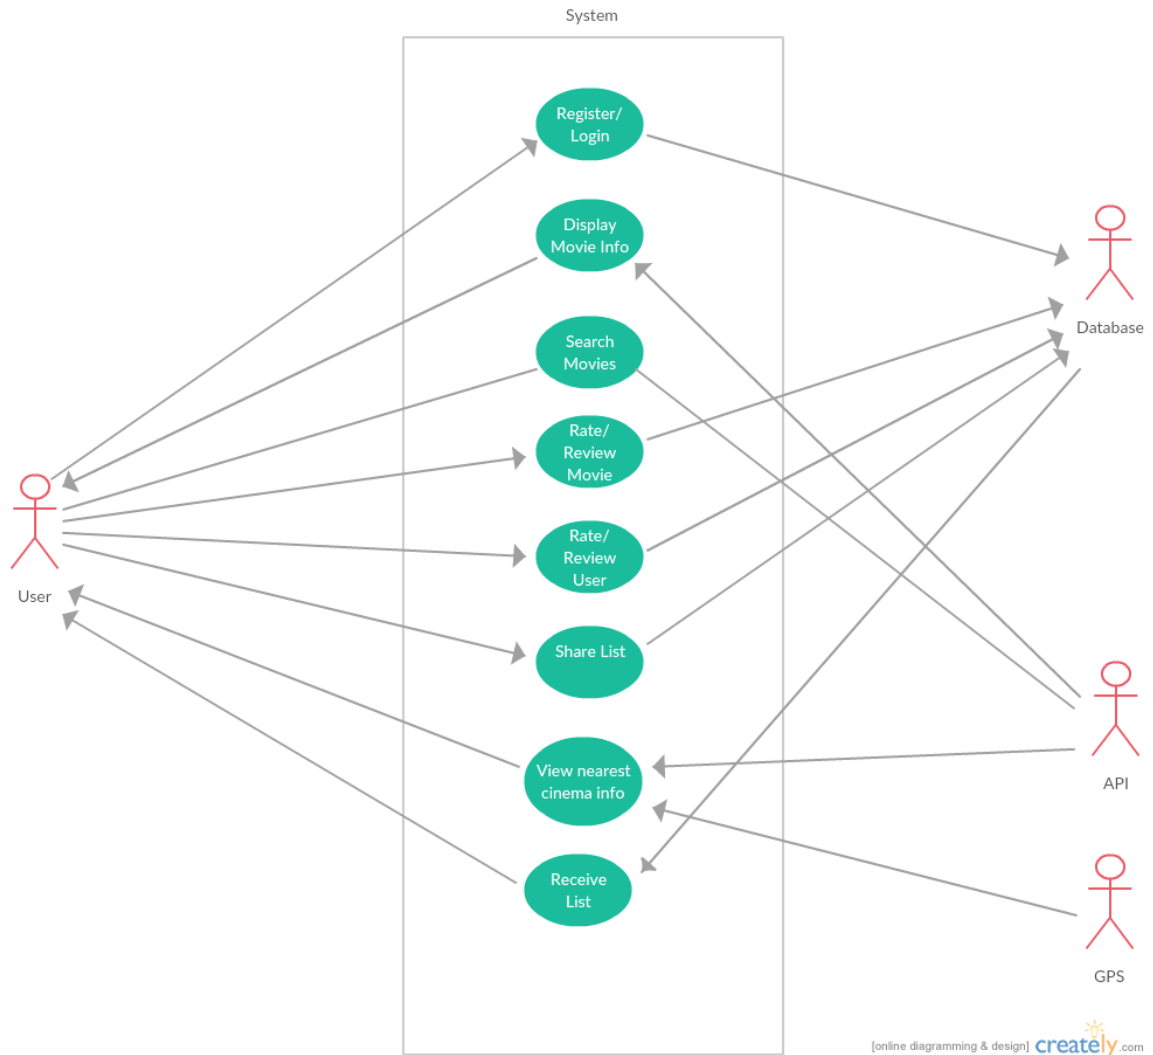 System
Register/
Login
Display
Movie Info
Search
Movies
Rate/
Review
Movie
Rate/
Review
User
Share List
View nearest
cinema info
Receive
List
User
Database
API
GPS
[online diagramming & design] creately.com